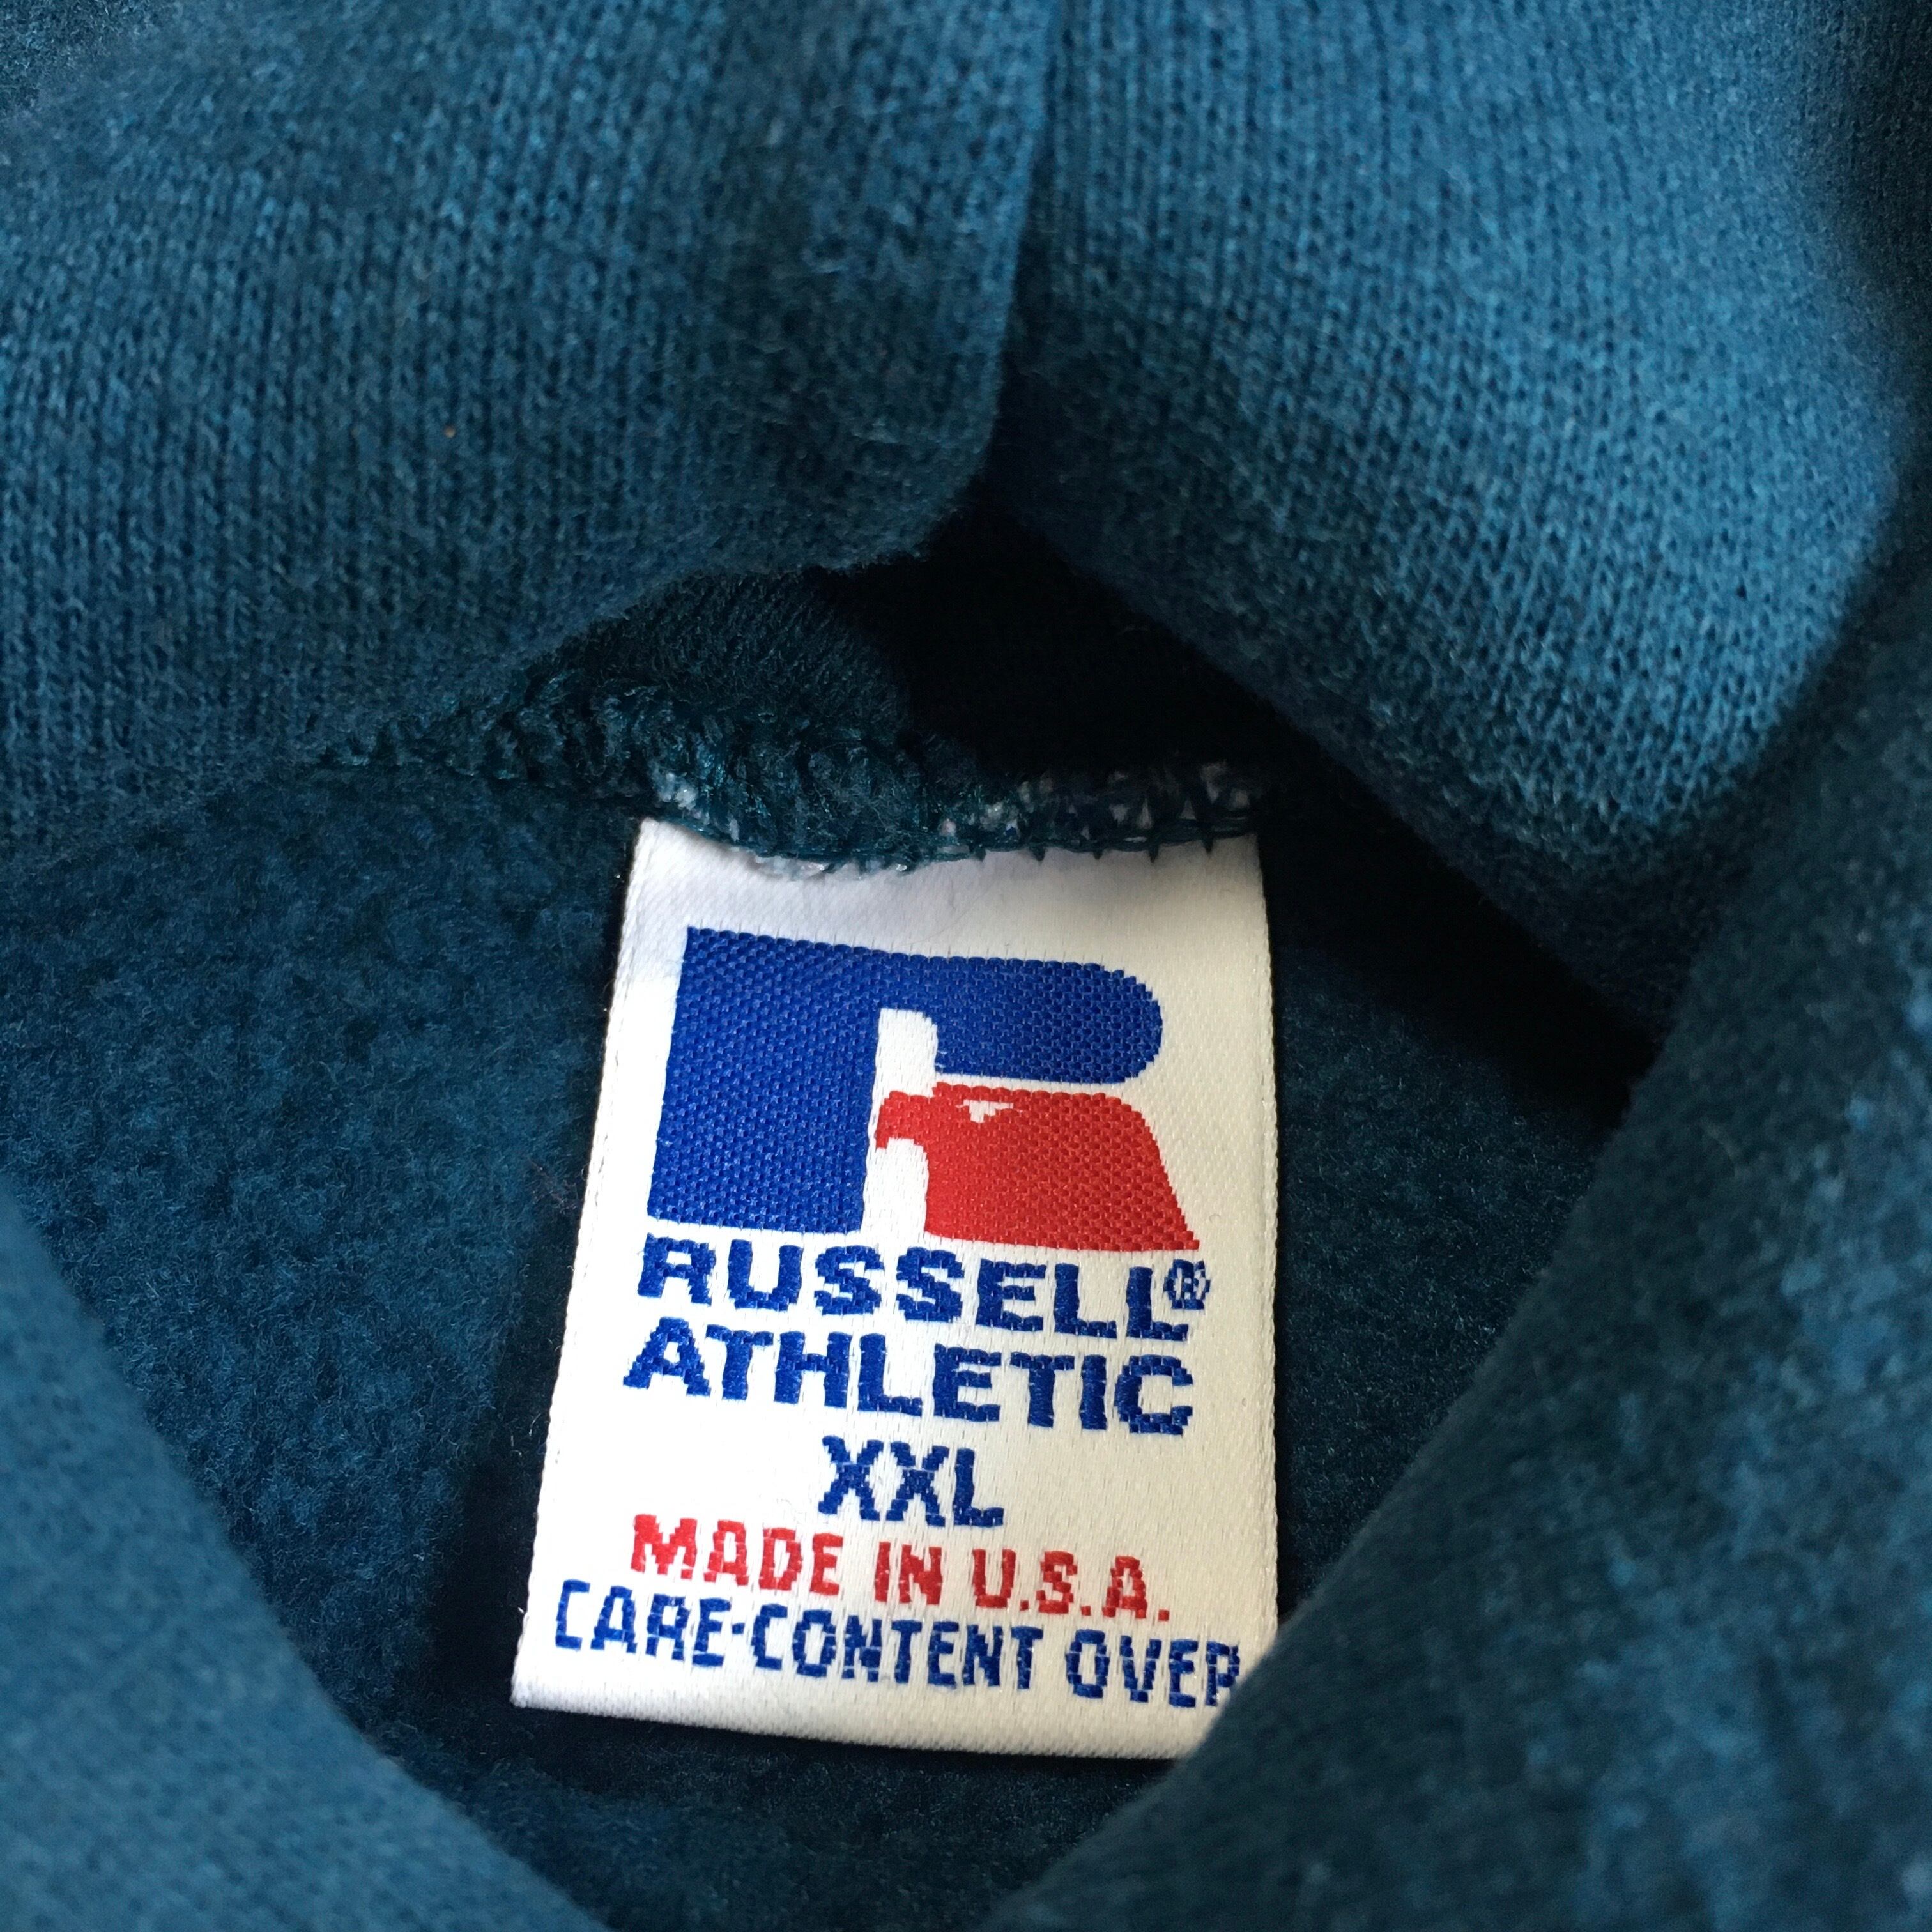 RUSSELL®
ATHLETIC
XXL
MADE IN U.S.A.
CARE-CONTENT OVER